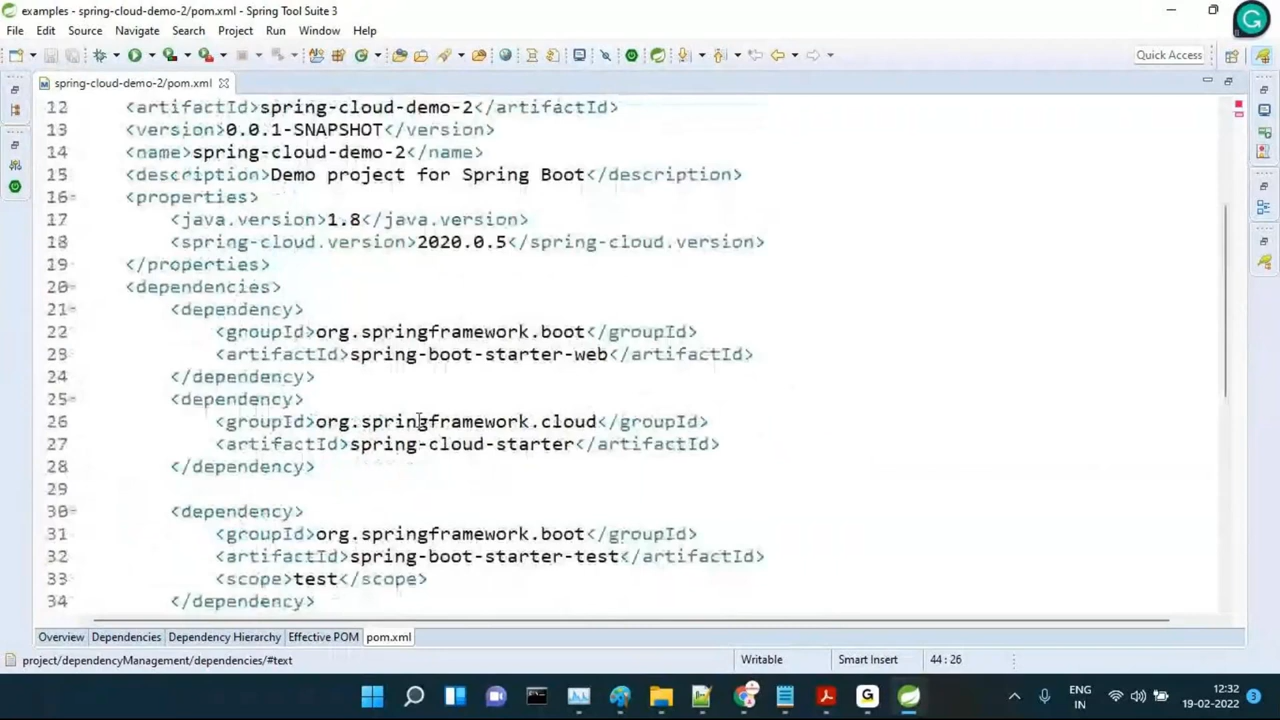 examples - spring-cloud-demo-2/pom.xml - Spring Tool Suite 3
File Edit Source Navigate Search Project Run Window Help
Quick Access
spring-cloud-demo-2/pom.xml
12 <artifactId>spring-cloud-demo-2</artifactId>
13 <version>0.0.1-SNAPSHOT</version>
14 <name>spring-cloud-demo-2</name>
15 <description>Demo project for Spring Boot</description>
16 <properties>
17 <java.version>1.8</java.version>
18 <spring-cloud.version>2020.0.5</spring-cloud.version>
19 </properties>
20 <dependencies>
21 <dependency>
22 <groupId>org.springframework.boot</groupId>
23 <artifactId>spring-boot-starter-web</artifactId>
24 </dependency>
25 <dependency>
26 <groupId>org.springframework.cloud</groupId>
27 <artifactId>spring-cloud-starter</artifactId>
28 </dependency>
29
30 <dependency>
31 <groupId>org.springframework.boot</groupId>
32 <artifactId>spring-boot-starter-test</artifactId>
33 <scope>test</scope>
34 </dependency>
Overview Dependencies Dependency Hierarchy Effective POM pom.xml
project/dependencyManagement/dependencies/#text Writable Smart Insert 44 : 26
ENG 12:32
IN 19-02-2022 3